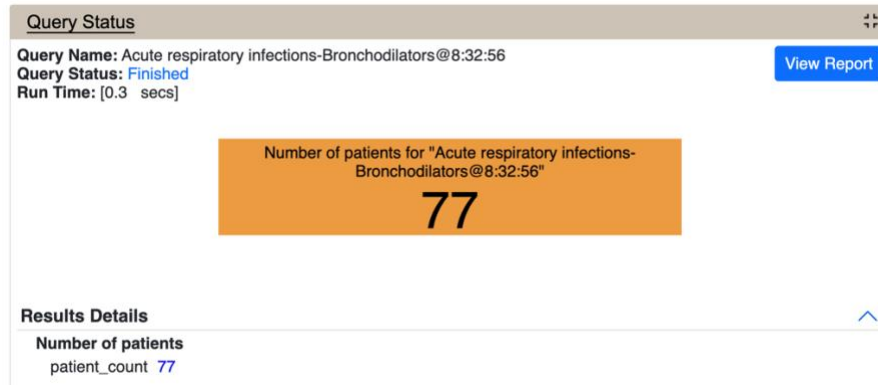 Query Status
Query Name: Acute respiratory infections-Bronchodilators@8:32:56
Query Status: Finished
Run Time: [0.3 secs]
View Report
Number of patients for "Acute respiratory infections-
Bronchodilators@8:32:56"
77
Results Details
Number of patients
patient_count 77